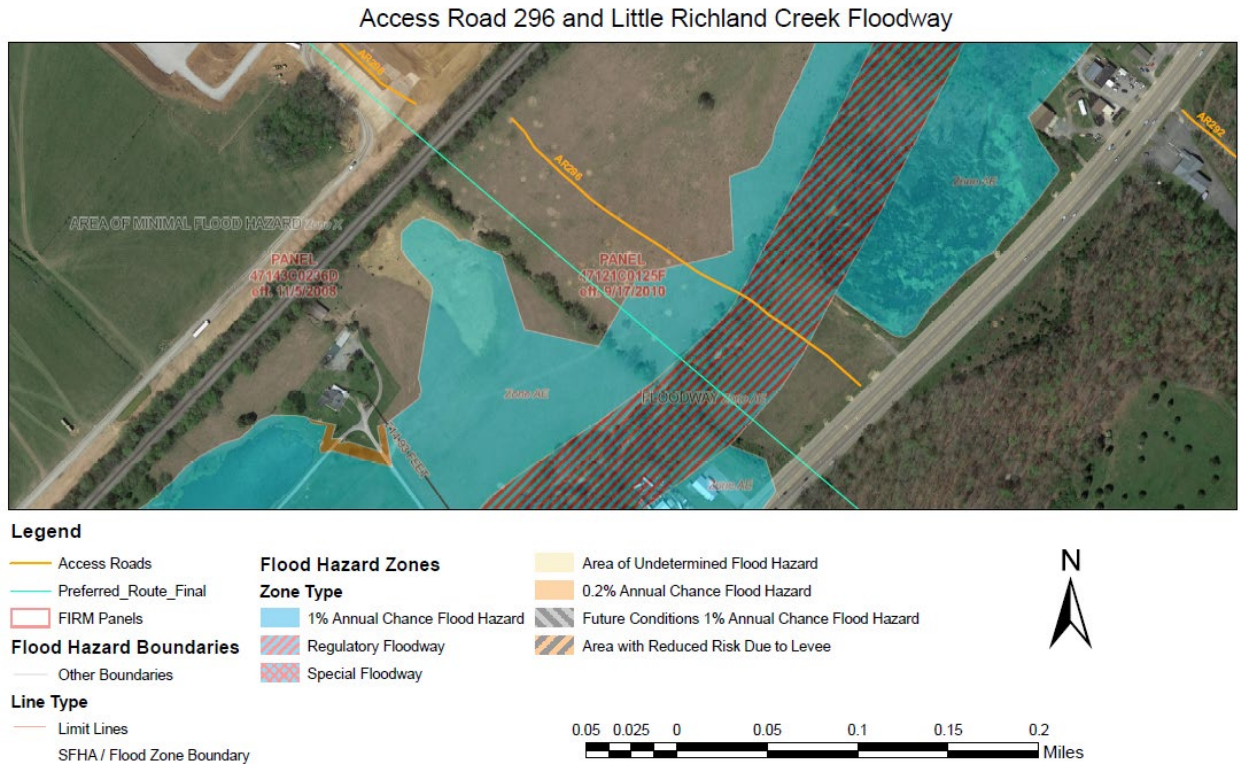 Access Road 296 and Little Richland Creek Floodway
AR296
AR292
AR296
Zone AE
AREA OF MINIMAL FLOOD HAZARD Zone X
PANEL
47143C0236D
eff. 11/5/2008
PANEL
47121C0125F
eff. 9/17/2010
Zone AE
FLOODWAY Zone AE
Zone AE
Legend
Access Roads
Preferred_Route_Final
FIRM Panels
Flood Hazard Boundaries
Other Boundaries
Line Type
Limit Lines
SFHA / Flood Zone Boundary
Flood Hazard Zones
Zone Type
1% Annual Chance Flood Hazard
Regulatory Floodway
Special Floodway
Area of Undetermined Flood Hazard
0.2% Annual Chance Flood Hazard
Future Conditions 1% Annual Chance Flood Hazard
Area with Reduced Risk Due to Levee
N
0.05 0.025 0 0.05 0.1 0.15 0.2
Miles